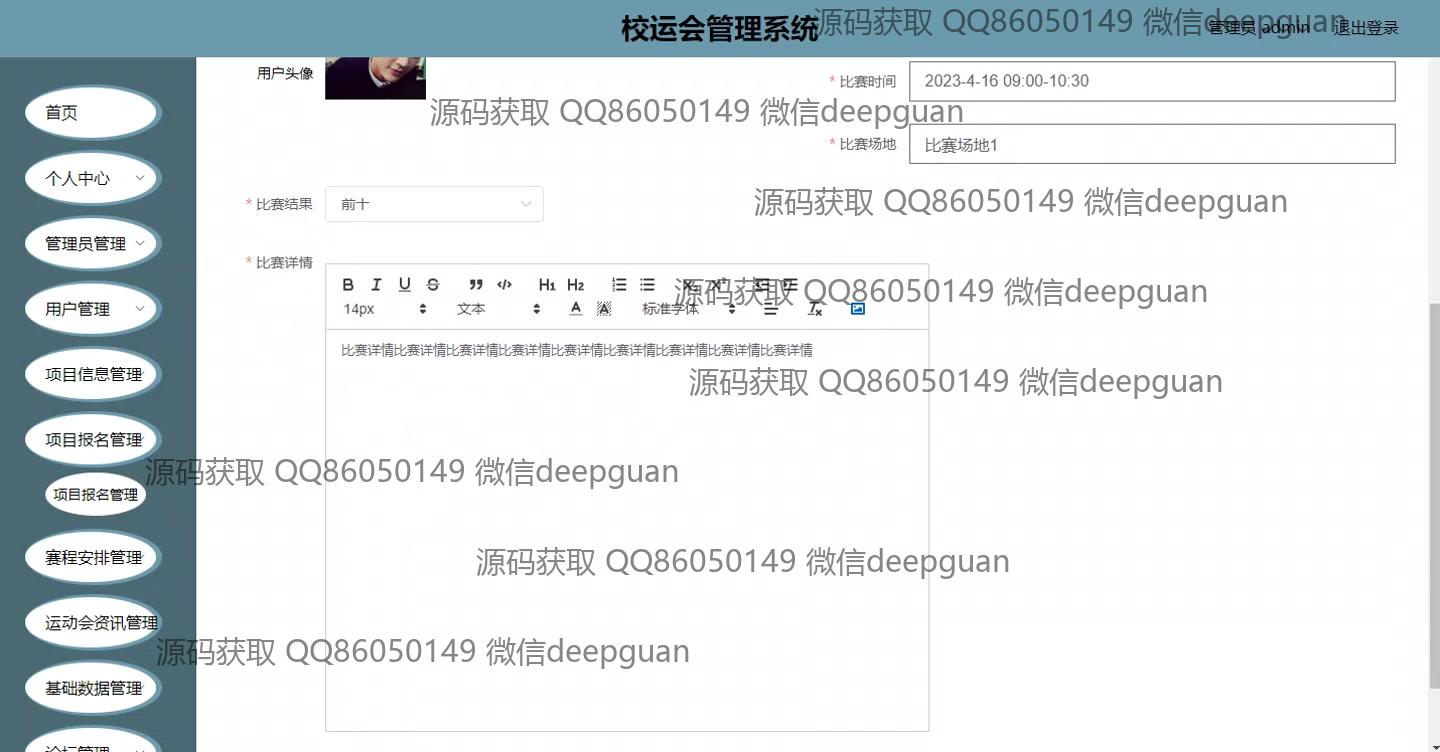 校运会管理系统
源码获取 QQ86050149 微信deepguan
管理员 admin
退出登录
首页
个人中心
管理员管理
用户管理
项目信息管理
项目报名管理
项目报名管理
赛程安排管理
运动会资讯管理
基础数据管理
论坛管理
用户头像
* 比赛时间
2023-4-16 09:00-10:30
源码获取 QQ86050149 微信deepguan
* 比赛场地
比赛场地1
源码获取 QQ86050149 微信deepguan
* 比赛结果
前十
* 比赛详情
B I U S H1 H2
源码获取 QQ86050149 微信deepguan
14px
文本
标准字体
比赛详情比赛详情比赛详情比赛详情比赛详情比赛详情比赛详情比赛详情比赛详情
源码获取 QQ86050149 微信deepguan
源码获取 QQ86050149 微信deepguan
源码获取 QQ86050149 微信deepguan
源码获取 QQ86050149 微信deepguan